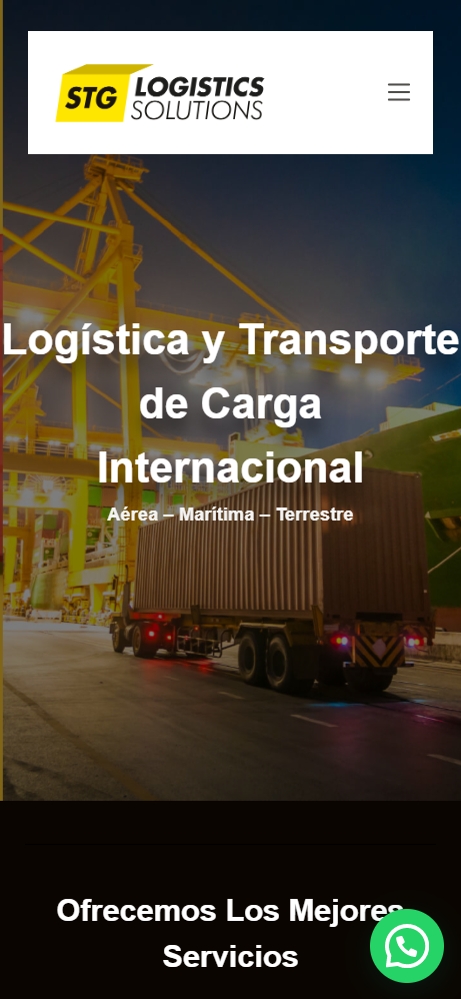 STG LOGISTICS
SOLUTIONS
Logística y Transporte
de Carga
Internacional
Aérea – Marítima – Terrestre
Ofrecemos Los Mejores
Servicios